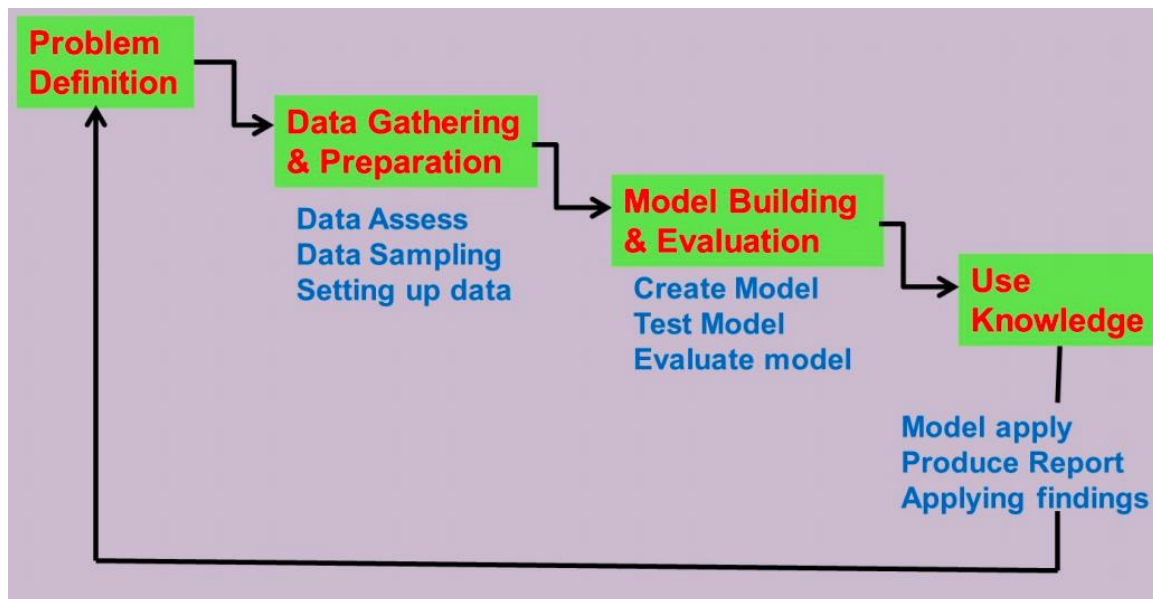 Problem
Definition
Data Gathering
& Preparation
Data Assess
Data Sampling
Setting up data
Model Building
& Evaluation
Create Model
Test Model
Evaluate model
Use
Knowledge
Model apply
Produce Report
Applying findings